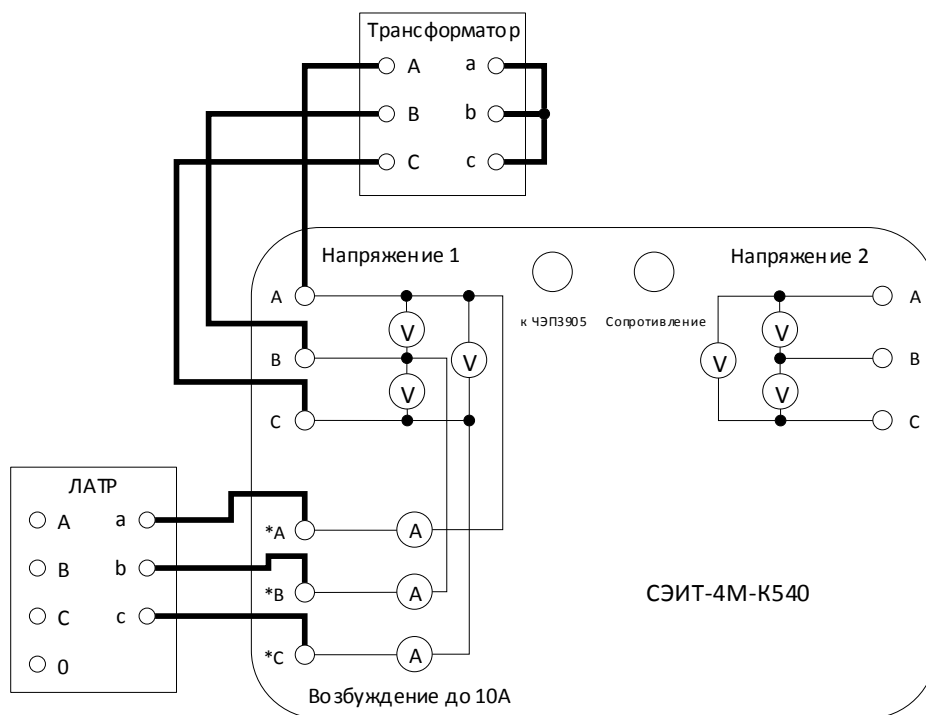 Трансформатор
A a
B b
C c
Напряжение 1
Напряжение 2
к ЧЭП3905
Сопротивление
A
V
V
B
V
C
V
A
V
B
V
C
ЛАТР
A a
B b
C c
0
*A A
*B A
*C A
СЭИТ-4М-К540
Возбуждение до 10А